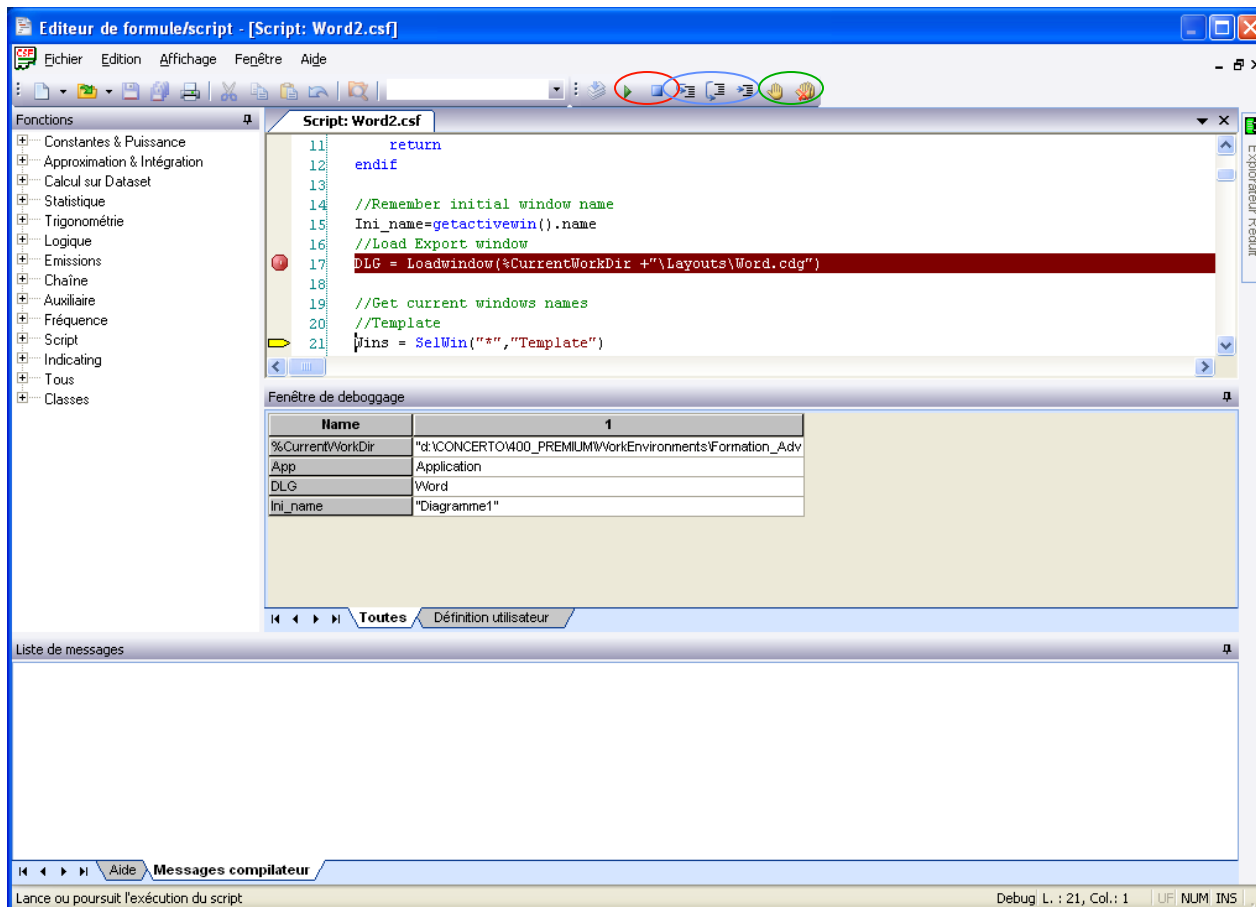 Editeur de formule/script - [Script: Word2.csf]
CSF Fichier Edition Affichage Fenêtre Aide
Fonctions
Constantes & Puissance
Approximation & Intégration
Calcul sur Dataset
Statistique
Trigonométrie
Logique
Emissions
Chaîne
Auxiliaire
Fréquence
Script
Indicating
Tous
Classes
Script: Word2.csf
11 return
12 endif
13
14 //Remember initial window name
15 Ini_name=getactivewin().name
16 //Load Export window
17 DLG = Loadwindow(%CurrentWorkDir +"\Layouts\Word.cdg")
18
19 //Get current windows names
20 //Template
21 Wins = SelWin("*","Template")
Explorateur Réduit
Fenêtre de deboggage
Name 1
%CurrentWorkDir "d:\CONCERTO\400_PREMIUM\WorkEnvironments\Formation_Adv
App Application
DLG Word
Ini_name "Diagramme1"
Toutes Définition utilisateur
Liste de messages
Aide Messages compilateur
Lance ou poursuit l'exécution du script Debug L. : 21, Col.: 1 UF NUM INS